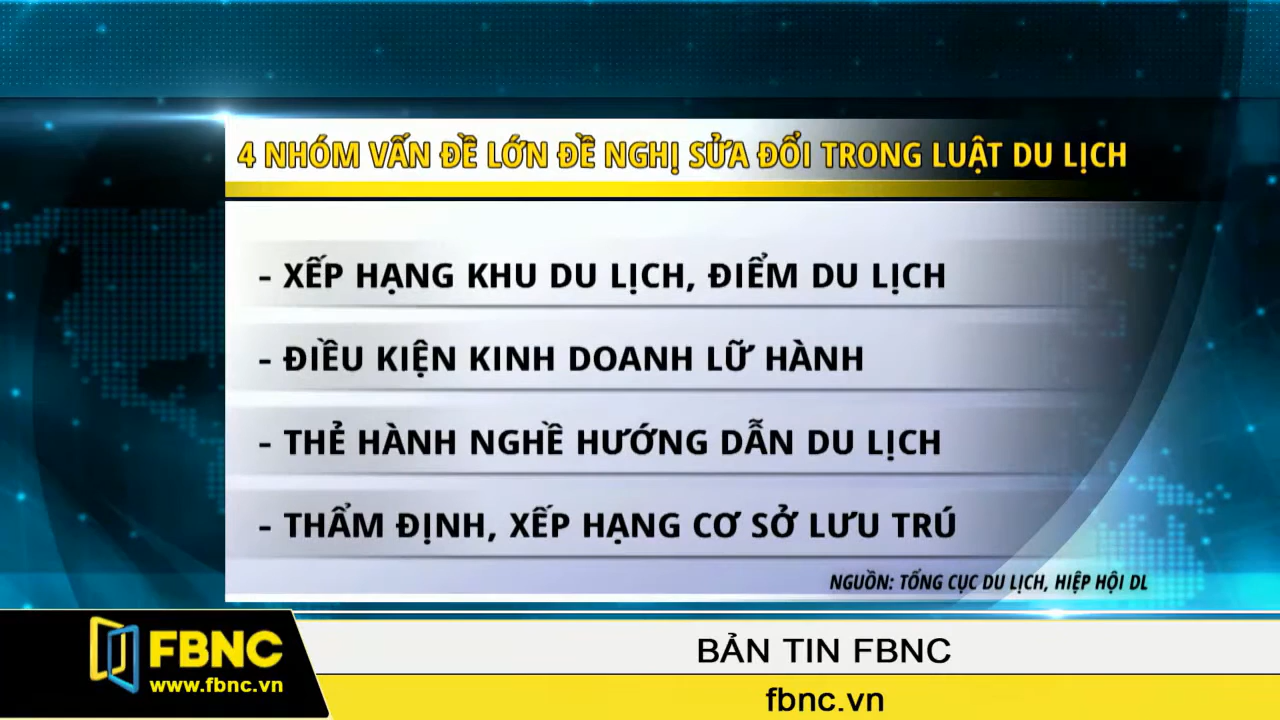 4 NHÓM VẤN ĐỀ LỚN ĐỀ NGHỊ SỬA ĐỔI TRONG LUẬT DU LỊCH
- XẾP HẠNG KHU DU LỊCH, ĐIỂM DU LỊCH
- ĐIỀU KIỆN KINH DOANH LỮ HÀNH
- THẺ HÀNH NGHỀ HƯỚNG DẪN DU LỊCH
- THẨM ĐỊNH, XẾP HẠNG CƠ SỞ LƯU TRÚ
NGUỒN: TỔNG CỤC DU LỊCH, HIỆP HỘI DL
FBNC
www.fbnc.vn
BẢN TIN FBNC
fbnc.vn